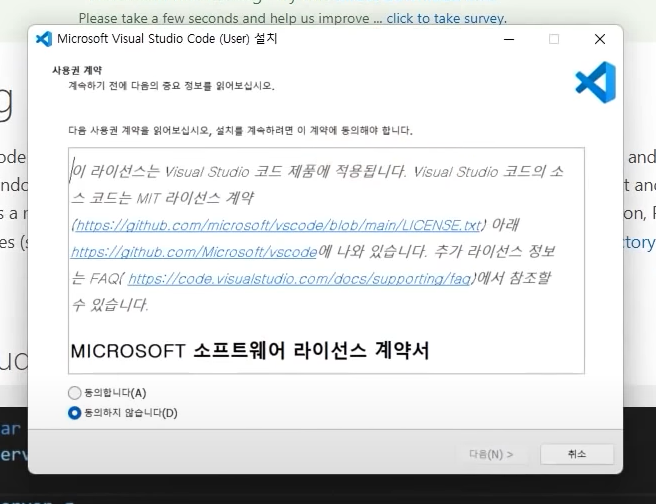 Please take a few seconds and help us improve ... click to take survey.
Microsoft Visual Studio Code (User) 설치
사용권 계약
계속하기 전에 다음의 중요 정보를 읽어보십시오.
다음 사용권 계약을 읽어보십시오, 설치를 계속하려면 이 계약에 동의해야 합니다.
이 라이선스는 Visual Studio 코드 제품에 적용됩니다. Visual Studio 코드의 소
스 코드는 MIT 라이선스 계약
(https://github.com/microsoft/vscode/blob/main/LICENSE.txt) 아래
https://github.com/Microsoft/vscode에 나와 있습니다. 추가 라이선스 정보
는 FAQ( https://code.visualstudio.com/docs/supporting/faq)에서 참조할
수 있습니다.
MICROSOFT 소프트웨어 라이선스 계약서
동의합니다(A)
동의하지 않습니다(D)
다음(N) >
취소